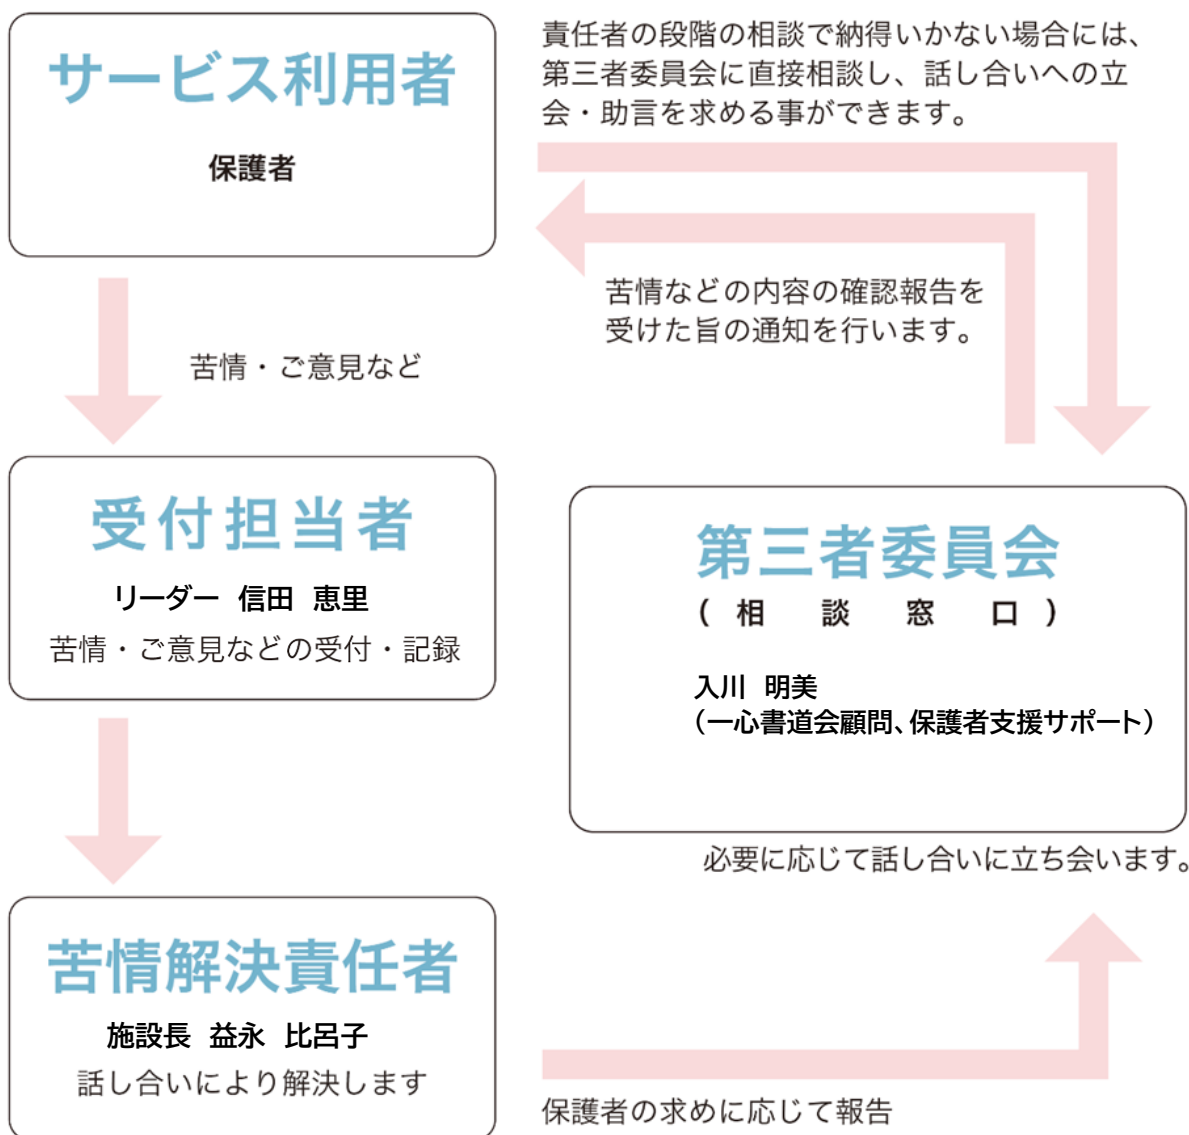 サービス利用者
保護者
責任者の段階の相談で納得いかない場合には、
第三者委員会に直接相談し、話し合いへの立
会・助言を求める事ができます。
苦情などの内容の確認報告を
受けた旨の通知を行います。
苦情・ご意見など
受付担当者
リーダー 信田 恵里
苦情・ご意見などの受付・記録
第三者委員会
(相談窓口)
入川 明美
(一心書道会顧問、保護者支援サポート)
必要に応じて話し合いに立ち会います。
苦情解決責任者
施設長 益永 比呂子
話し合いにより解決します
保護者の求めに応じて報告